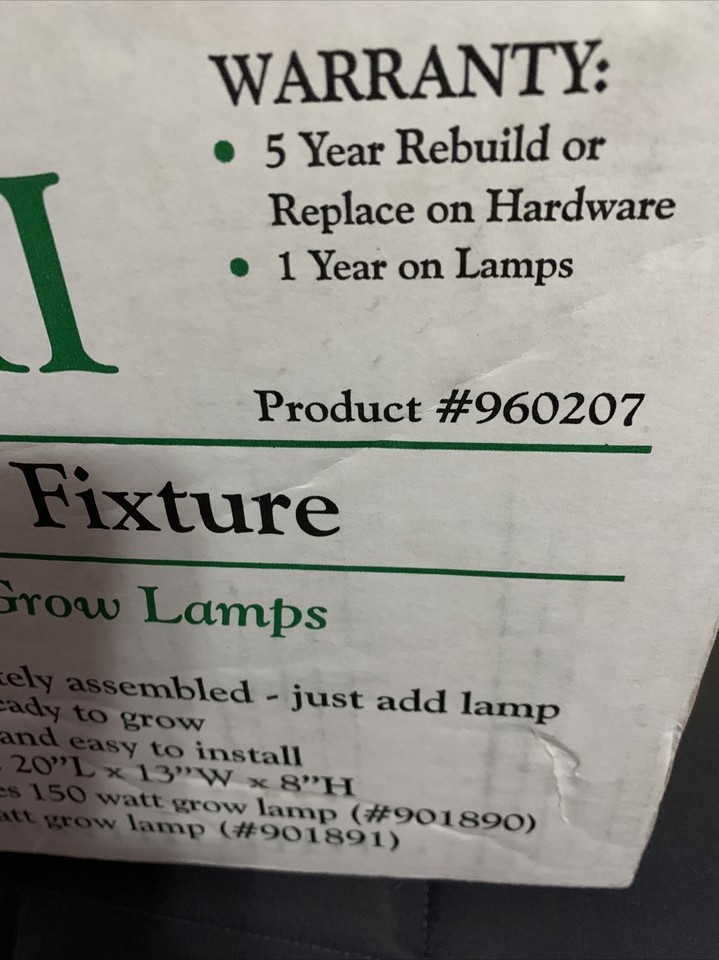 WARRANTY:
• 5 Year Rebuild or
Replace on Hardware
• 1 Year on Lamps
I
Product #960207
Fixture
Grow Lamps
assembled - just add lamp
to grow
and easy to install
20”L x 13”W x 8”H
150 watt grow lamp (#901890)
grow lamp (#901891)